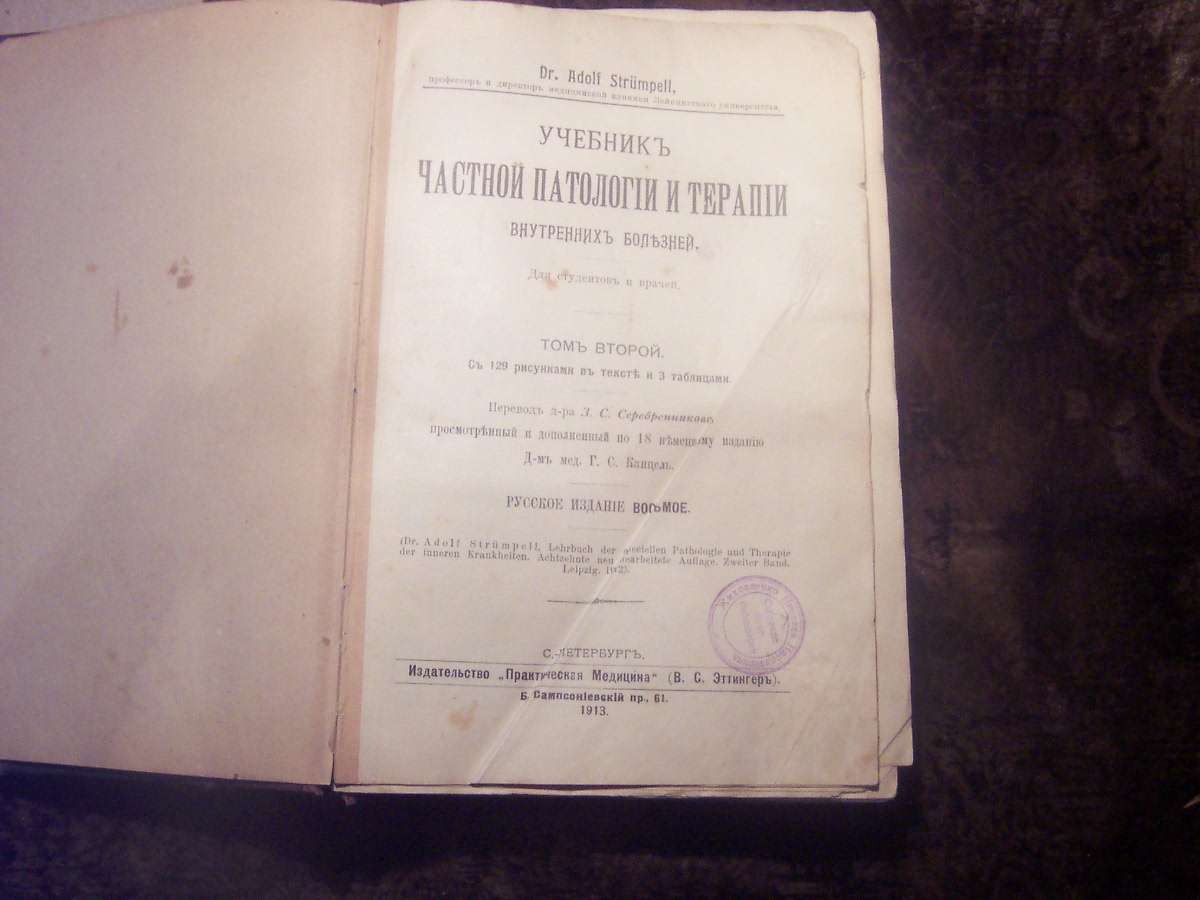 Dr. Adolf Strümpell,
профессоръ и директоръ медицинской клиники Лейпцигскаго университета.
УЧЕБНИКЪ
ЧАСТНОЙ ПАТОЛОГІИ И ТЕРАПІИ
ВНУТРЕННИХЪ БОЛѢЗНЕЙ.
Для студентовъ и врачей.
ТОМЪ ВТОРОЙ.
Съ 129 рисунками въ текстѣ и 3 таблицами.
Переводъ д-ра З. С. Серебренникова,
просмотрѣнный и дополненный по 18 нѣмецкому изданію
Д-мъ мед. Г. С. Канцель.
РУССКОЕ ИЗДАНІЕ ВОСЬМОЕ.
(Dr. Adolf Strümpell, Lehrbuch der speciellen Pathologie und Therapie
der inneren Krankheiten. Achtzehnte neu bearbeitete Auflage. Zweiter Band.
Leipzig, 1912).
С.-ПЕТЕРБУРГЪ.
Издательство „Практическая Медицина" (В. С. Эттингеръ).
Б. Сампсоніевскій пр., 61.
1913.